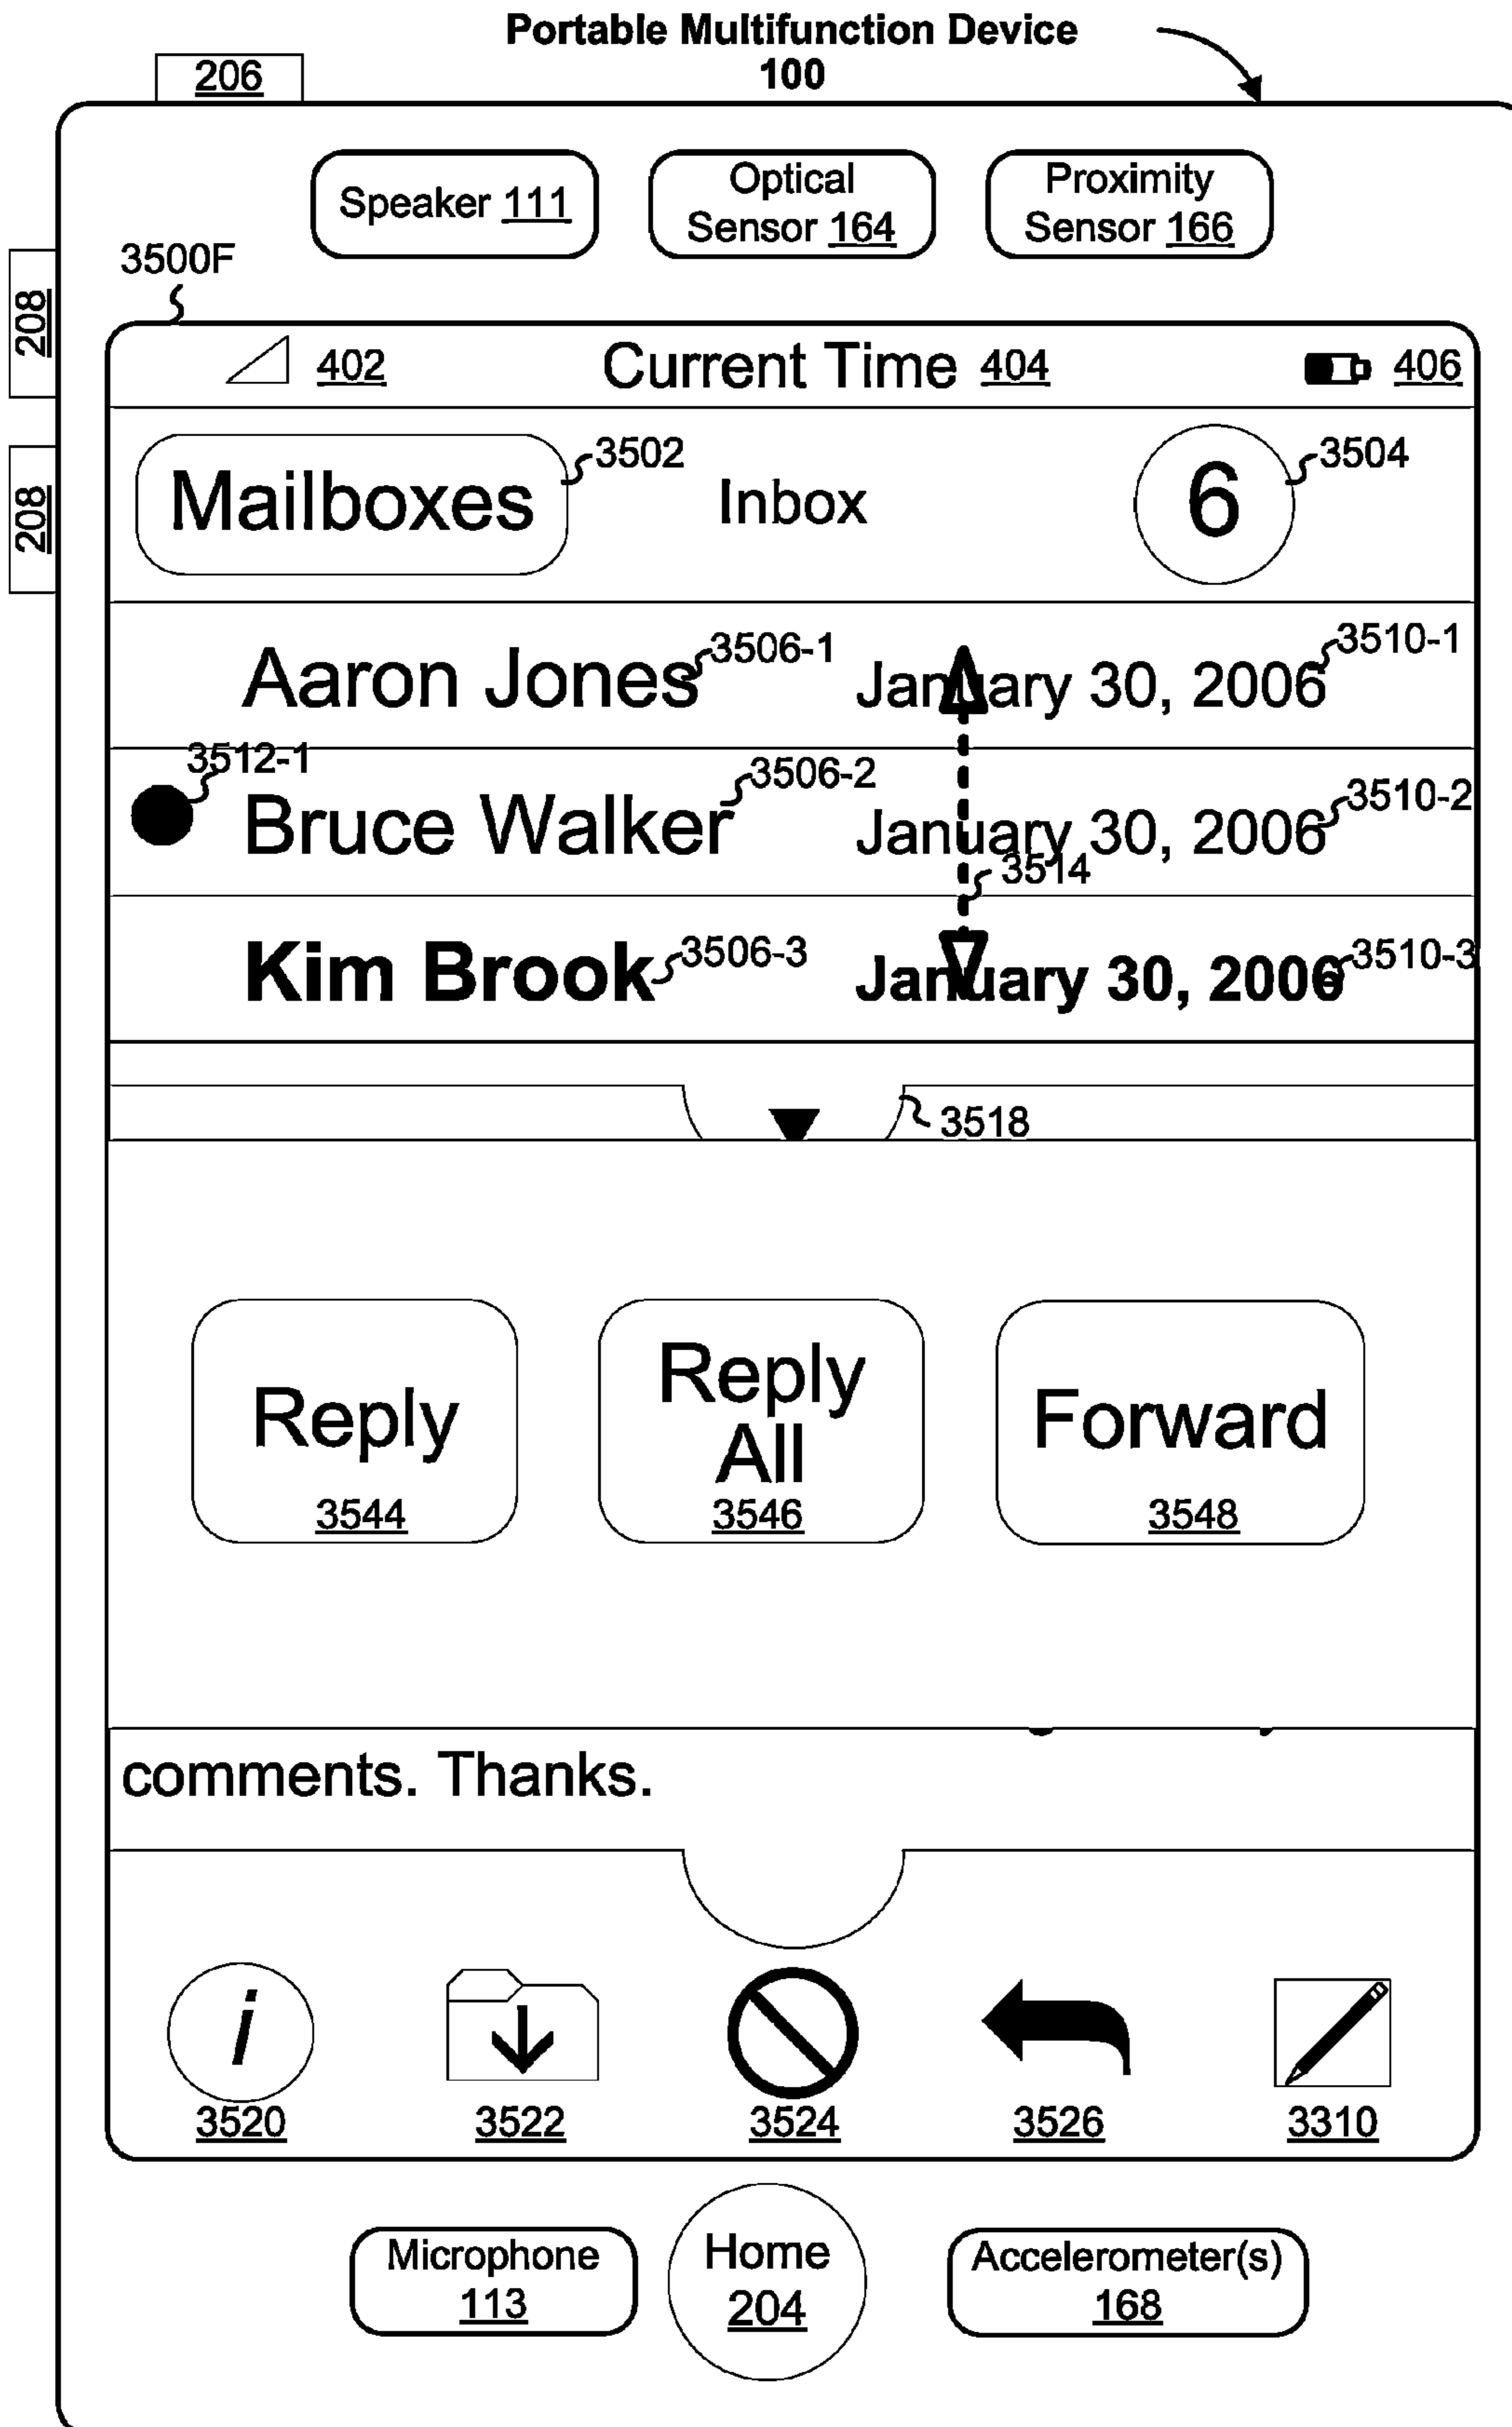 Portable Multifunction Device
100
206
Speaker 111
Optical
Sensor 164
Proximity
Sensor 166
3500F
208
208
402
Current Time 404
406
Mailboxes
3502
Inbox
6
3504
Aaron Jones
3506-1
January 30, 2006
3510-1
3512-1
Bruce Walker
3506-2
January 30, 2006
3510-2
3514
Kim Brook
3506-3
January 30, 2006
3510-3
3518
Reply
3544
Reply
All
3546
Forward
3548
comments. Thanks.
i
3520
3522
3524
3526
3310
Microphone
113
Home
204
Accelerometer(s)
168